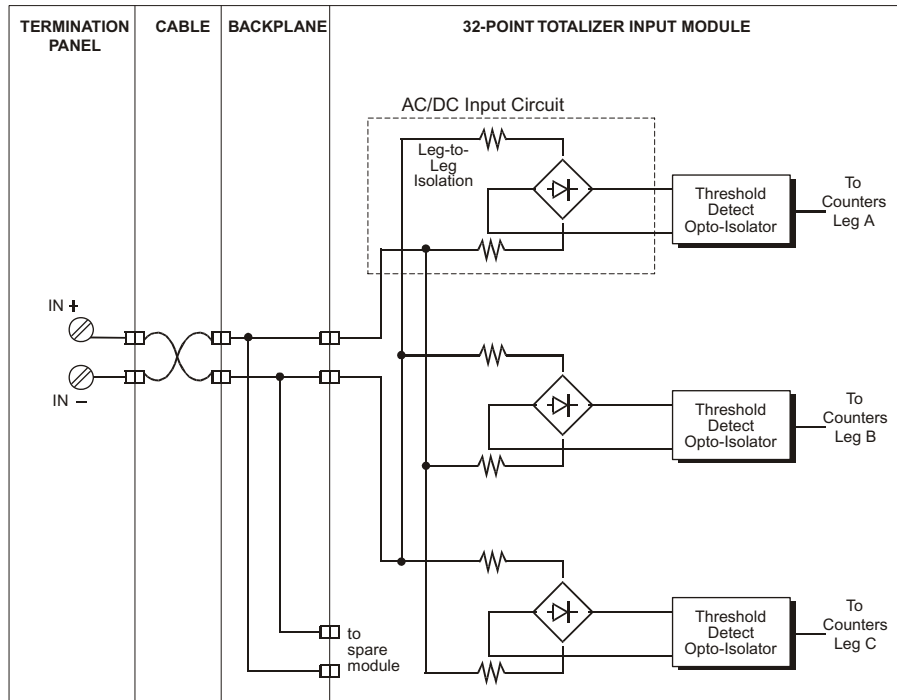 TERMINATION
PANEL
CABLE
BACKPLANE
32-POINT TOTALIZER INPUT MODULE
AC/DC Input Circuit
Leg-to-
Leg
Isolation
Threshold
Detect
Opto-Isolator
To
Counters
Leg A
IN +
IN –
Threshold
Detect
Opto-Isolator
To
Counters
Leg B
to
spare
module
Threshold
Detect
Opto-Isolator
To
Counters
Leg C